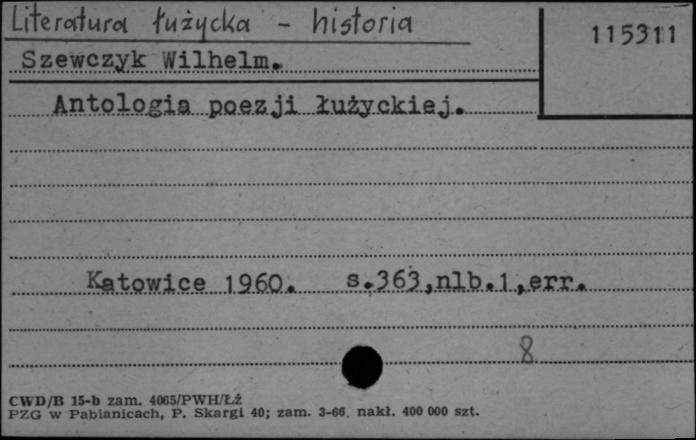 Literatura łużycka - historia
115311
Szewczyk Wilhelm.
Antologia poezji łużyckiej.
Katowice 1960. s.363,nlb.1,err.
8
CWD/B 15-b zam. 4065/PWH/Łż
PZG w Pabianicach, P. Skargi 40; zam. 3-66. nakł. 400 000 szt.